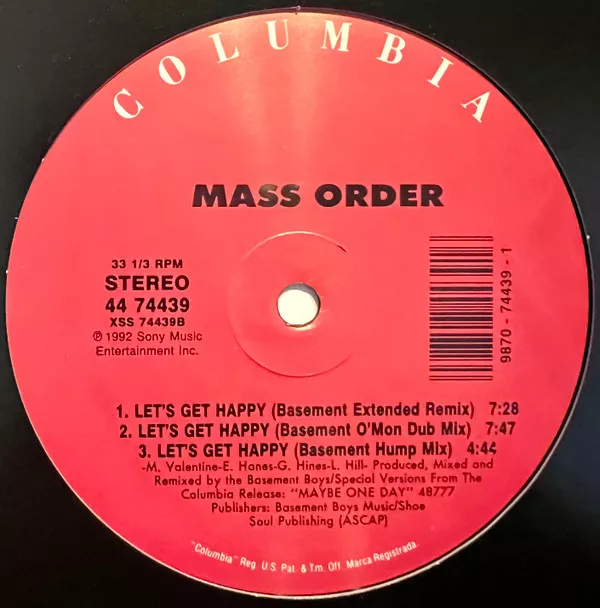 COLUMBIA
MASS ORDER
33 1/3 RPM
STEREO
44 74439
XSS 74439B
℗ 1992 Sony Music
Entertainment Inc.
9870 - 74439 - 1
1. LET'S GET HAPPY (Basement Extended Remix) 7:28
2. LET'S GET HAPPY (Basement O'Mon Dub Mix) 7:47
3. LET'S GET HAPPY (Basement Hump Mix) 4:44
-M. Valentine-E. Hanes-G. Hines-L. Hill- Produced, Mixed and
Remixed by the Basement Boys/Special Versions From The
Columbia Release: "MAYBE ONE DAY" 48777
Publishers: Basement Boys Music/Shoe
Soul Publishing (ASCAP)
"Columbia" Reg. U.S. Pat. & T.m. Off. Marca Registrada.